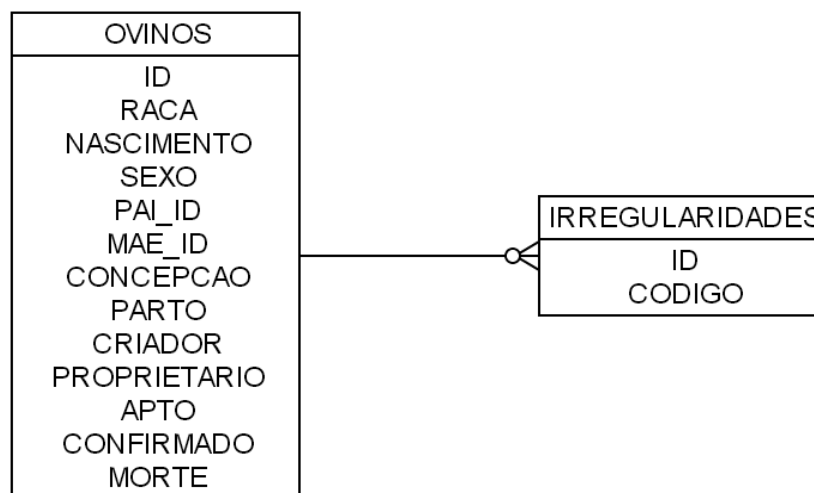 OVINOS
ID
RACA
NASCIMENTO
SEXO
PAI_ID
MAE_ID
CONCEPCAO
PARTO
CRIADOR
PROPRIETARIO
APTO
CONFIRMADO
MORTE
IRREGULARIDADES
ID
CODIGO